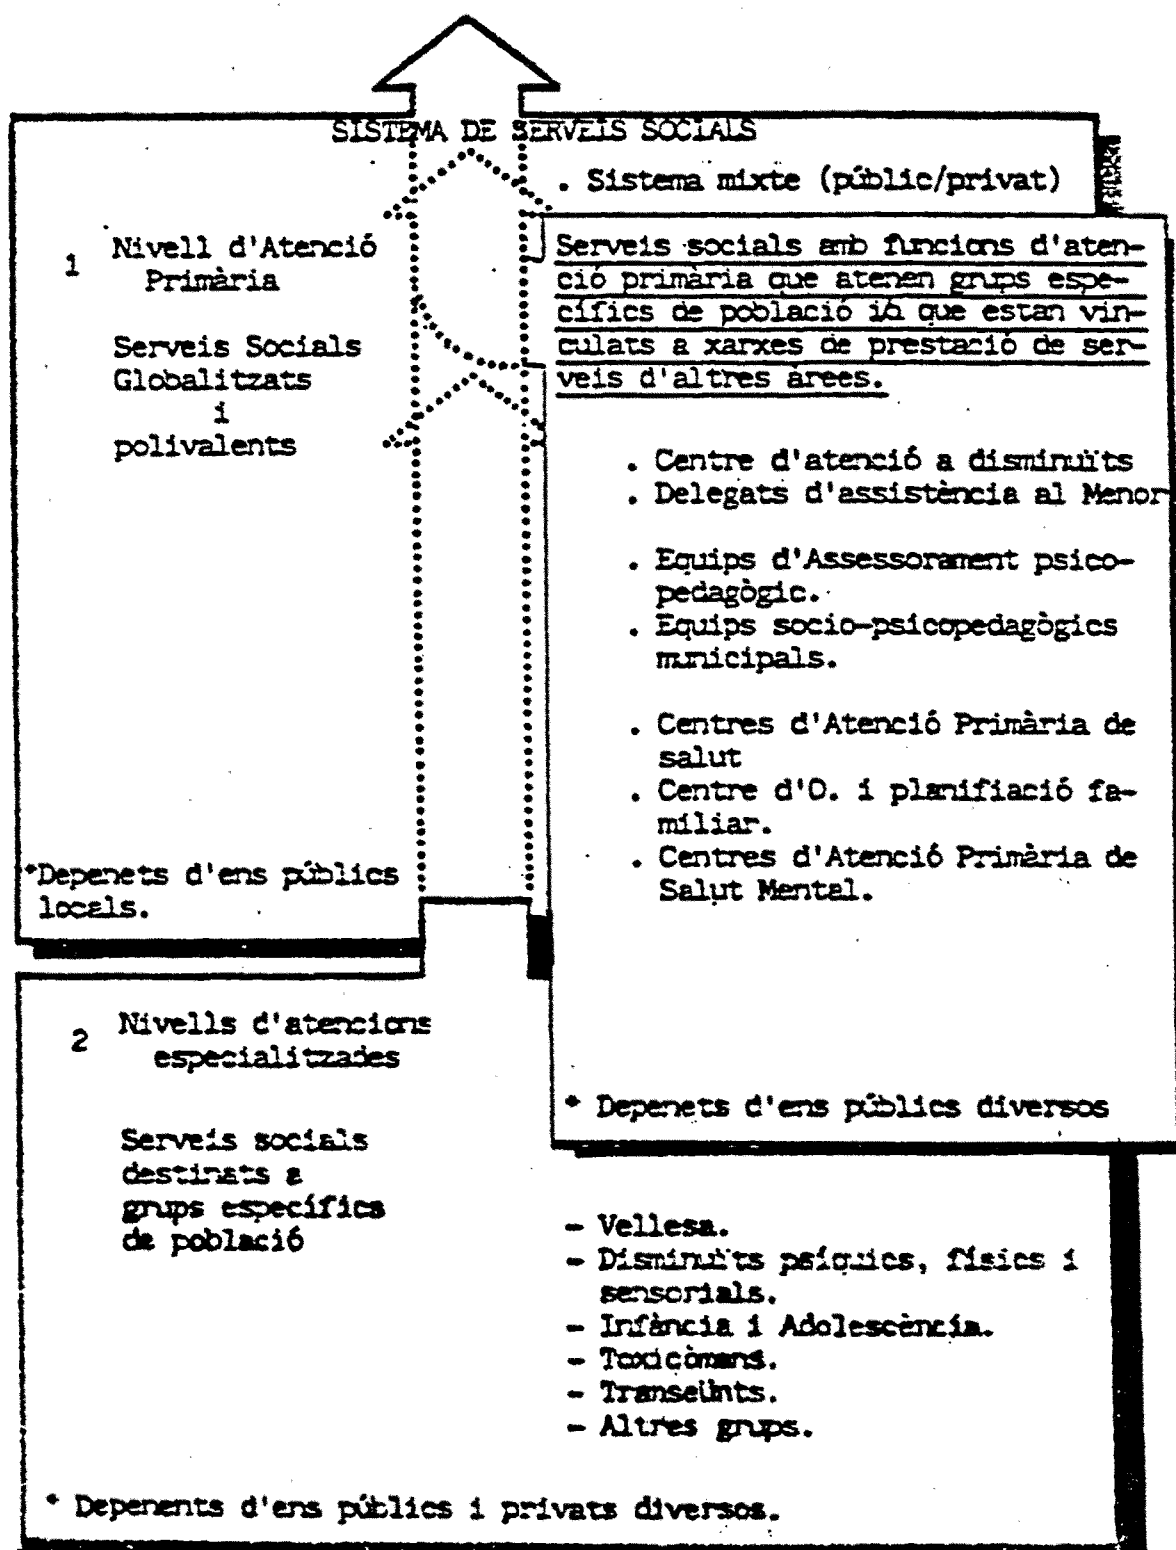 SISTEMA DE SERVEIS SOCIALS
. Sistema mixte (públic/privat)
1 Nivell d'Atenció
Primària
Serveis Socials
Globalitzats
i
polivalents
*Depenets d'ens públics
locals.
Serveis socials amb funcions d'aten-
ció primària que atenen grups espe-
cífics de població ià que estan vin-
culats a xarxes de prestació de ser-
veis d'altres àrees.
. Centre d'atenció a disminuïts
. Delegats d'assistència al Menor
. Equips d'Assessorament psico-
pedagògic.
. Equips socio-psicopedagògics
municipals.
. Centres d'Atenció Primària de
salut
. Centre d'O. i planifiació fa-
miliar.
. Centres d'Atenció Primària de
Salut Mental.
* Depenets d'ens públics diversos
2 Nivells d'atencions
especialitzades
Serveis socials
destinats a
grups específics
de població
- Vellesa.
- Disminuïts psíquics, físics i
sensorials.
- Infància i Adolescència.
- Toxicòmans.
- Transeünts.
- Altres grups.
* Depenents d'ens públics i privats diversos.